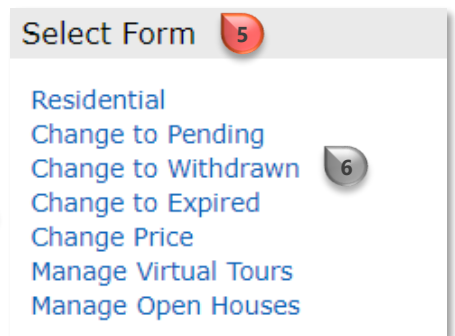 Select Form 5
Residential
Change to Pending
Change to Withdrawn 6
Change to Expired
Change Price
Manage Virtual Tours
Manage Open Houses